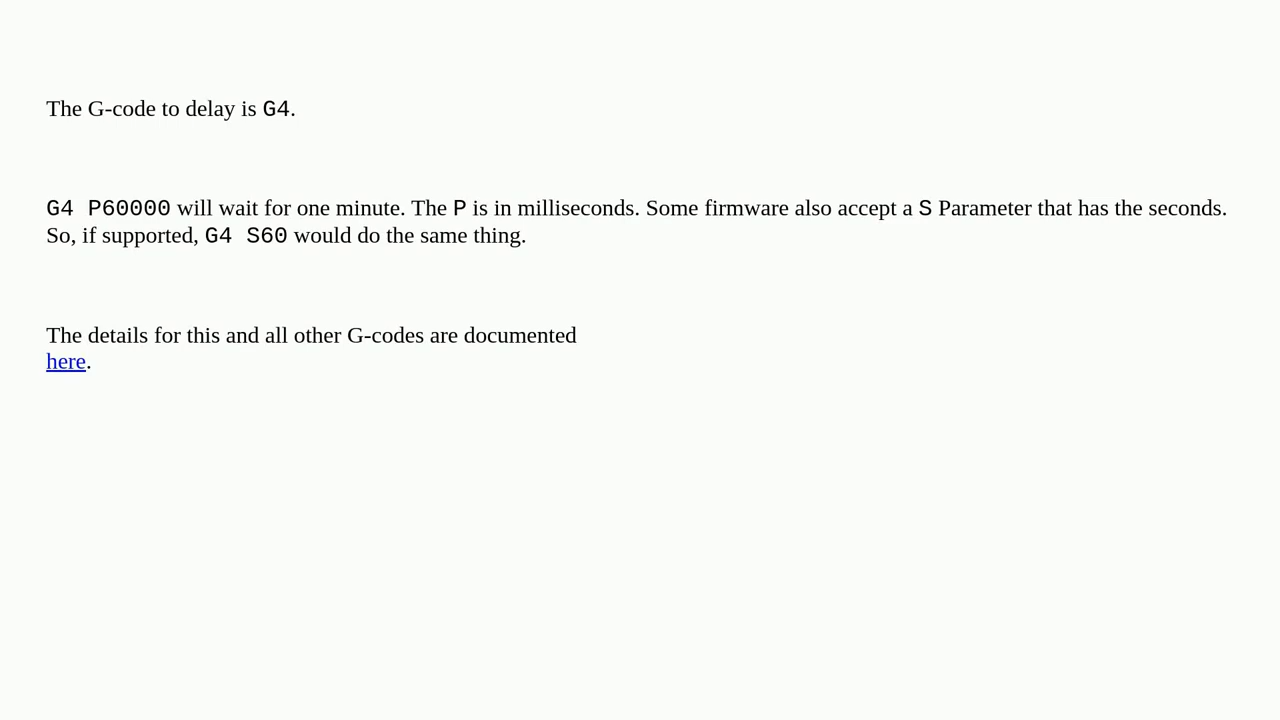 The G-code to delay is G4.
G4 P60000 will wait for one minute. The P is in milliseconds. Some firmware also accept a S Parameter that has the seconds.
So, if supported, G4 S60 would do the same thing.
The details for this and all other G-codes are documented
here.